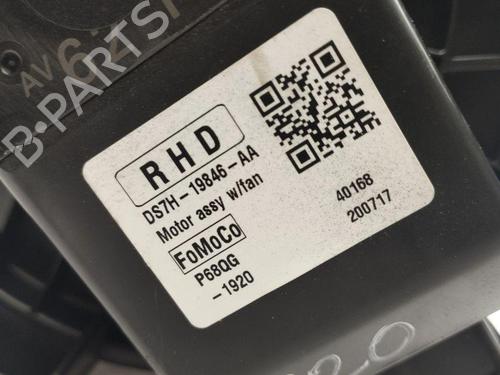 B-PARTS
RHD
DS7H-19846-AA
Motor assy w/fan
FoMoCo
P68QG
-1920
40168
200717